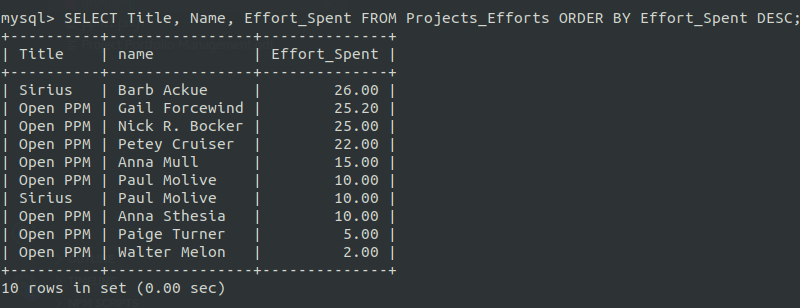 mysql> SELECT Title, Name, Effort_Spent FROM Projects_Efforts ORDER BY Effort_Spent DESC;
+----------+----------------+--------------+
| Title    | name           | Effort_Spent |
+----------+----------------+--------------+
| Sirius   | Barb Ackue     |        26.00 |
| Open PPM | Gail Forcewind |        25.20 |
| Open PPM | Nick R. Bocker |        25.00 |
| Open PPM | Petey Cruiser  |        22.00 |
| Open PPM | Anna Mull      |        15.00 |
| Open PPM | Paul Molive    |        10.00 |
| Sirius   | Paul Molive    |        10.00 |
| Open PPM | Anna Sthesia   |        10.00 |
| Open PPM | Paige Turner   |         5.00 |
| Open PPM | Walter Melon   |         2.00 |
+----------+----------------+--------------+
10 rows in set (0.00 sec)